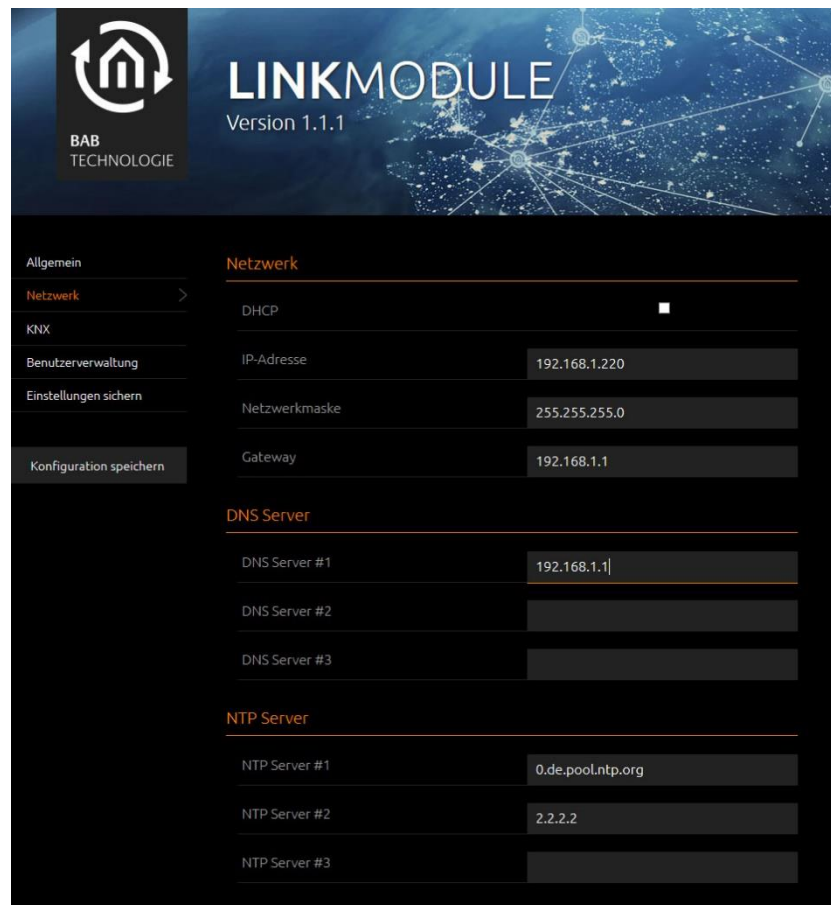 LINKMODULE
Version 1.1.1
BAB
TECHNOLOGIE
Allgemein
Netzwerk
KNX
Benutzerverwaltung
Einstellungen sichern
Konfiguration speichern
Netzwerk
DHCP
IP-Adresse 192.168.1.220
Netzwerkmaske 255.255.255.0
Gateway 192.168.1.1
DNS Server
DNS Server #1 192.168.1.1
DNS Server #2
DNS Server #3
NTP Server
NTP Server #1 0.de.pool.ntp.org
NTP Server #2 2.2.2.2
NTP Server #3